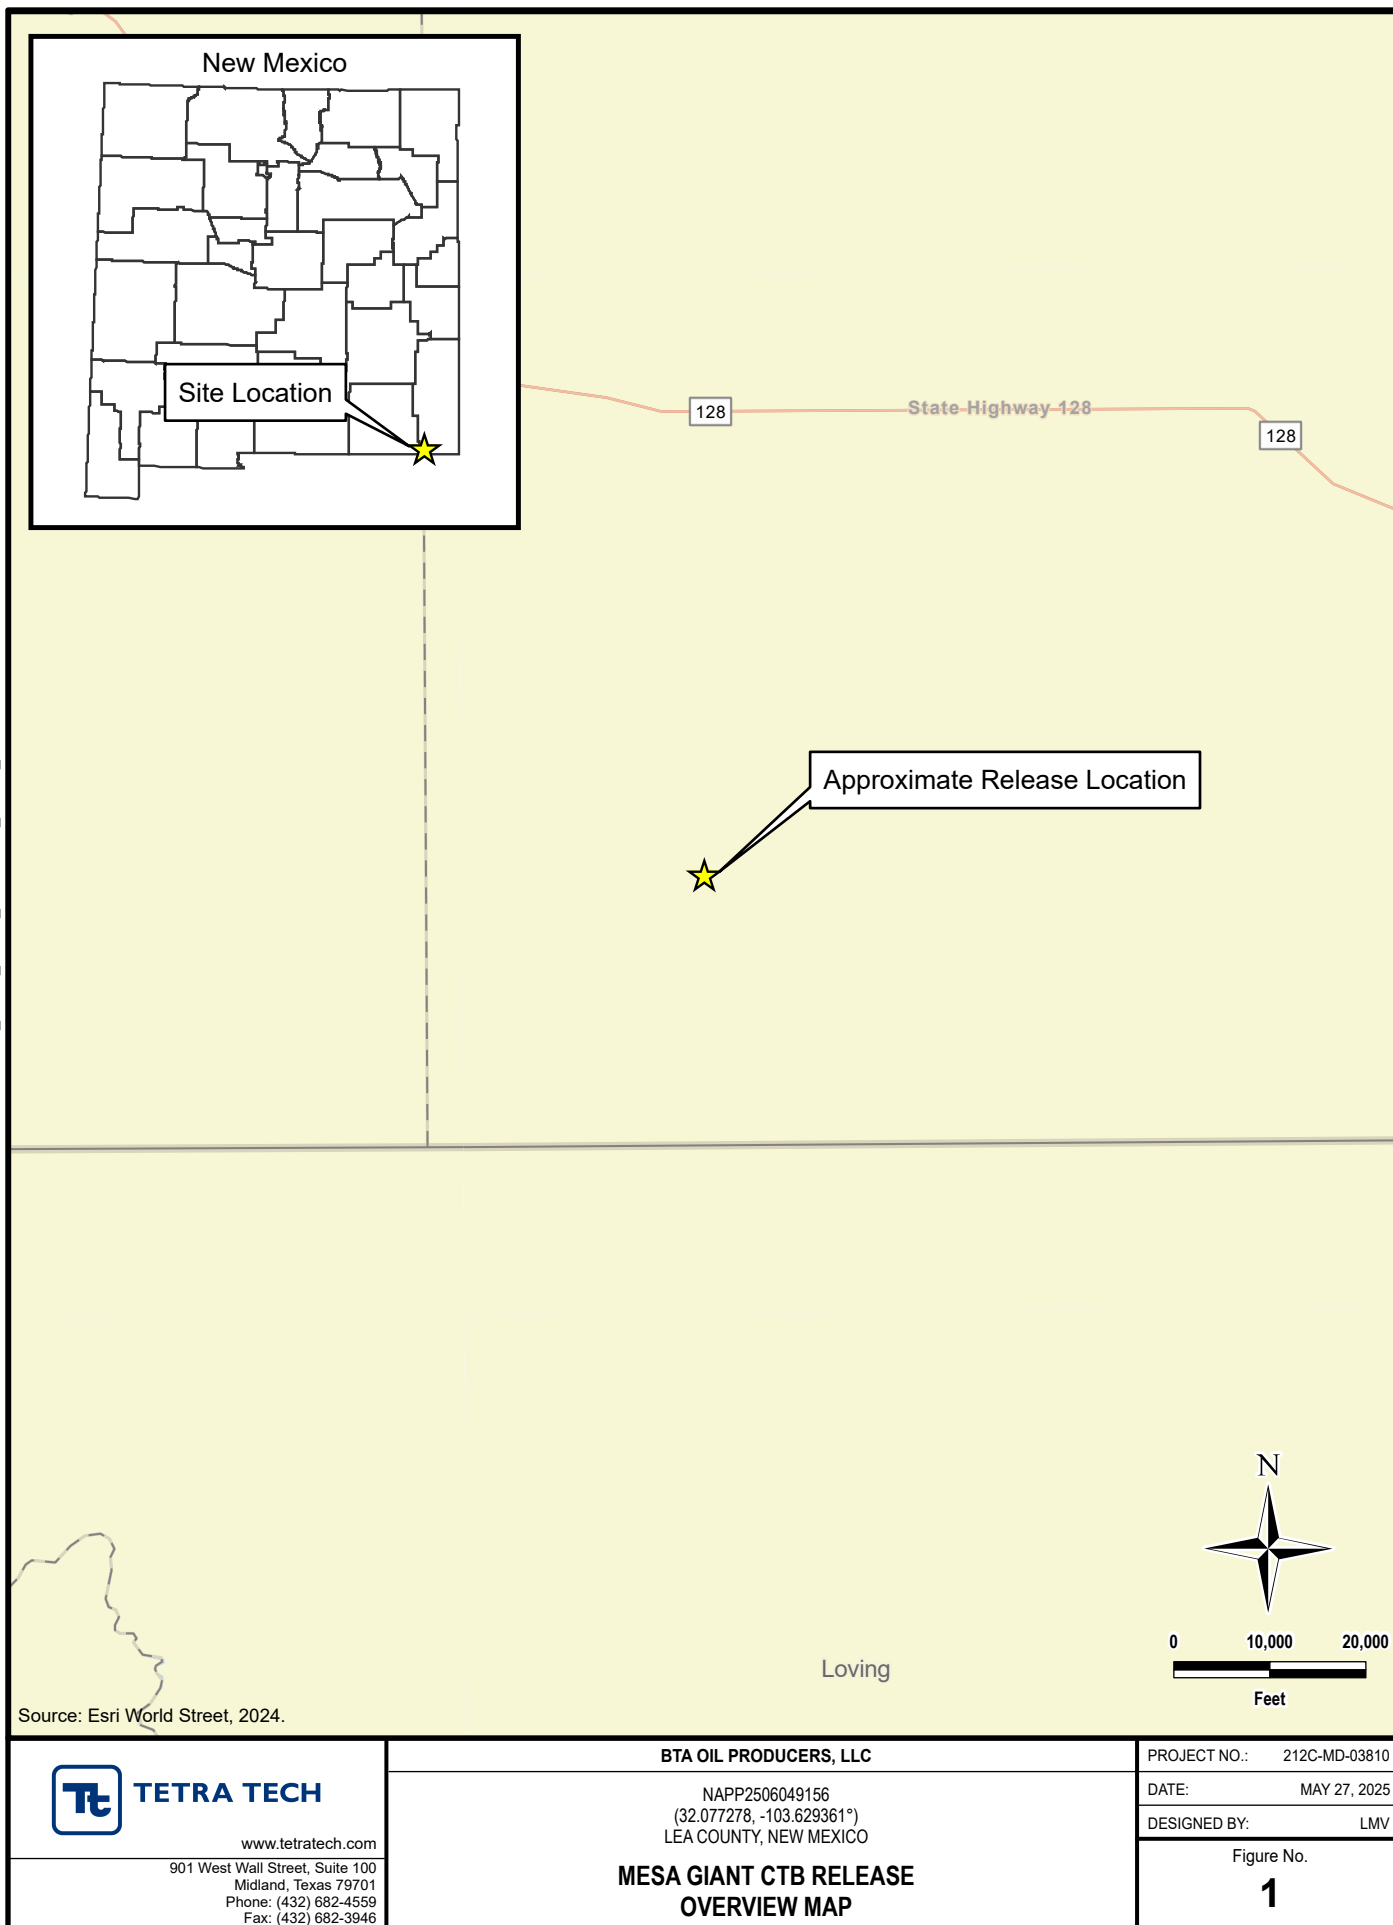 New Mexico
Site Location
128
State Highway 128
128
Approximate Release Location
N
0 10,000 20,000
Feet
Loving
Source: Esri World Street, 2024.
Tt TETRA TECH
www.tetratech.com
901 West Wall Street, Suite 100
Midland, Texas 79701
Phone: (432) 682-4559
Fax: (432) 682-3946
BTA OIL PRODUCERS, LLC
NAPP2506049156
(32.077278, -103.629361°)
LEA COUNTY, NEW MEXICO
MESA GIANT CTB RELEASE
OVERVIEW MAP
PROJECT NO.: 212C-MD-03810
DATE: MAY 27, 2025
DESIGNED BY: LMV
Figure No.
1